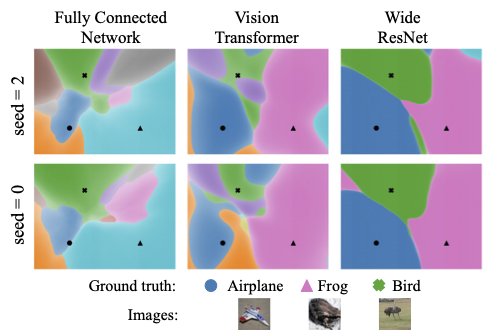 Fully Connected Network
Vision Transformer
Wide ResNet
seed = 2
seed = 0
Ground truth: Airplane Frog Bird
Images: